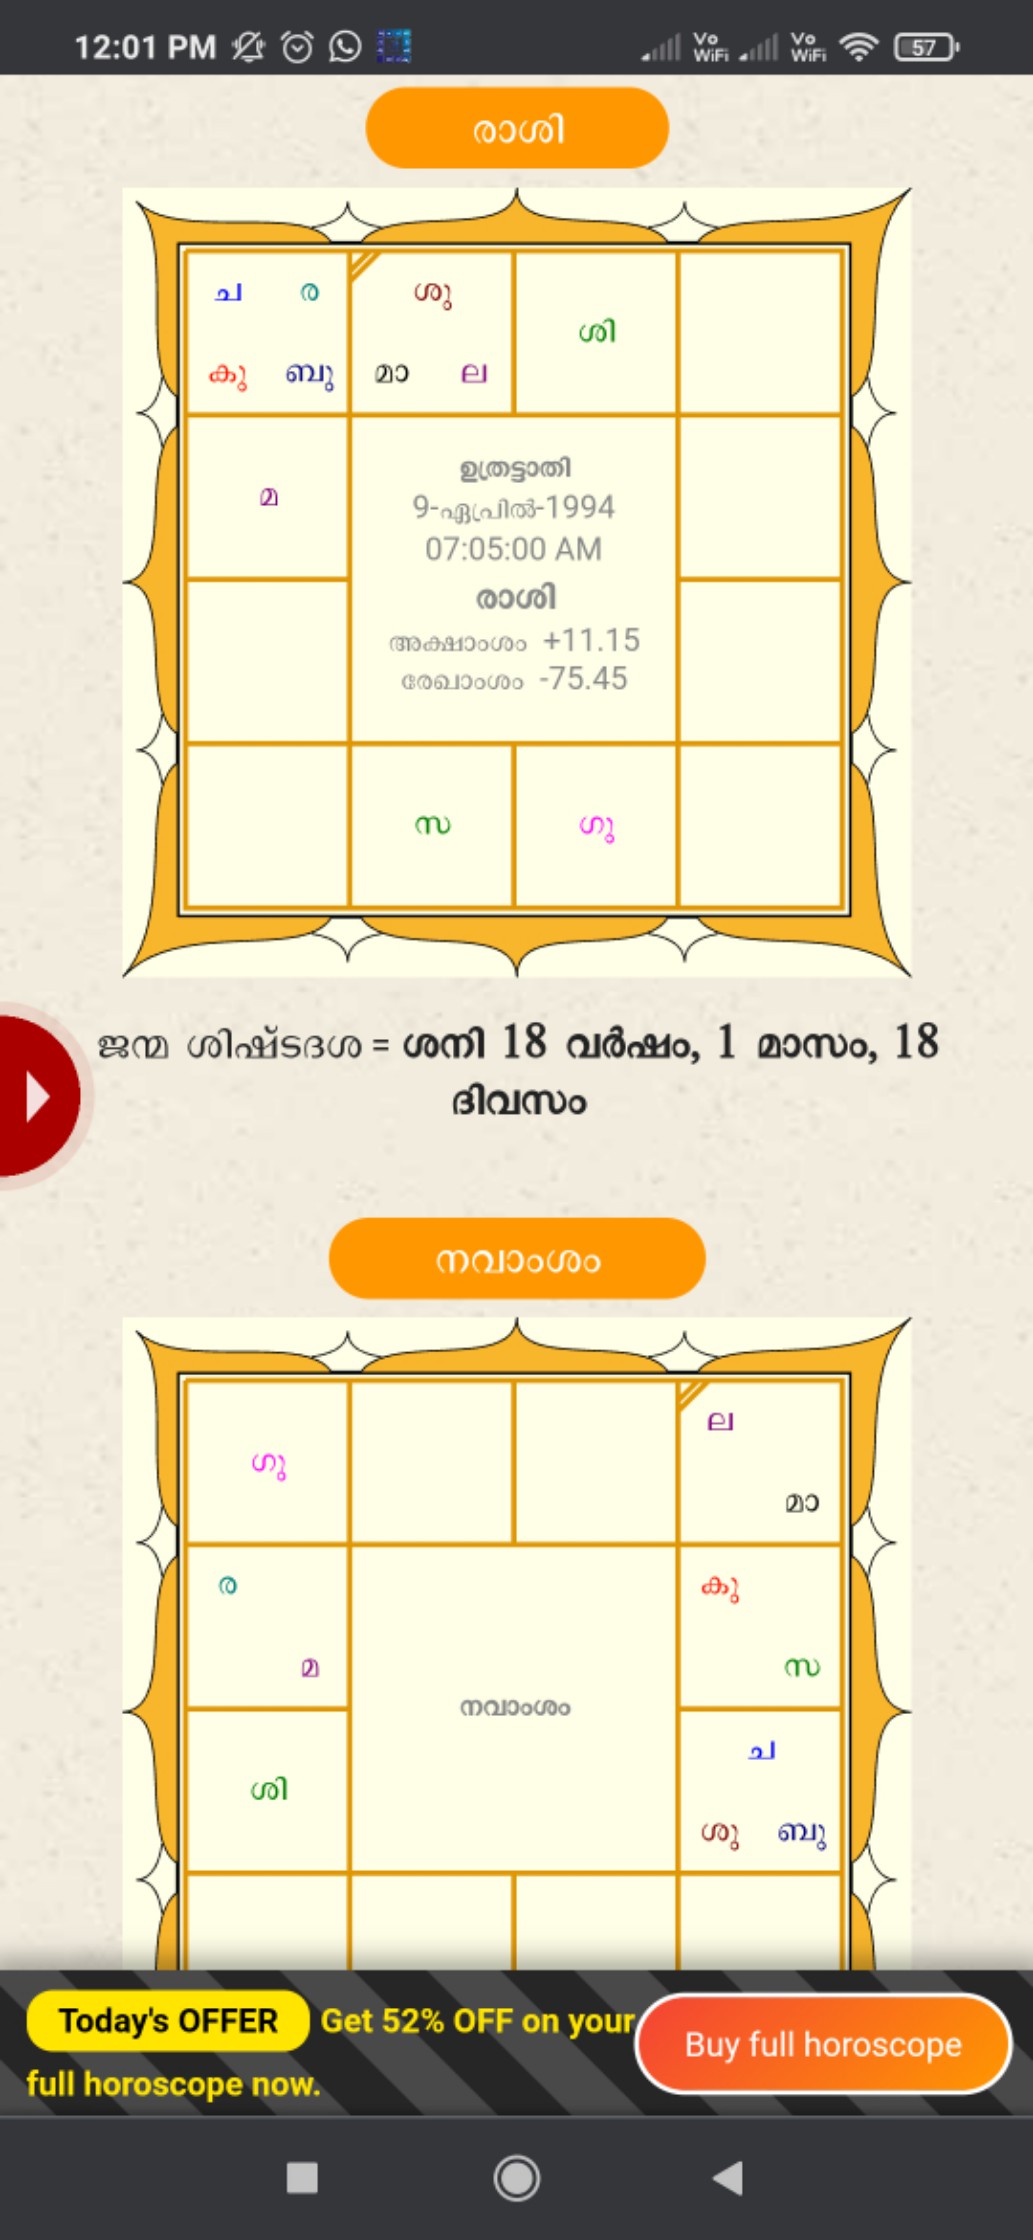 12:01 PM
Vo WiFi Vo WiFi 57
രാശി
ച ര ശു ശി
കു ബു മാ ല
മ
ഉത്രട്ടാതി
9-ഏപ്രിൽ-1994
07:05:00 AM
രാശി
അക്ഷാംശം +11.15
രേഖാംശം -75.45
സ ഗു
ജന്മ ശിഷ്ടദശ = ശനി 18 വർഷം, 1 മാസം, 18
ദിവസം
നവാംശം
ഗു ല
മാ
ര കു
മ സ
നവാംശം
ശി ച
ശു ബു
Today's OFFER Get 52% OFF on your
full horoscope now.
Buy full horoscope